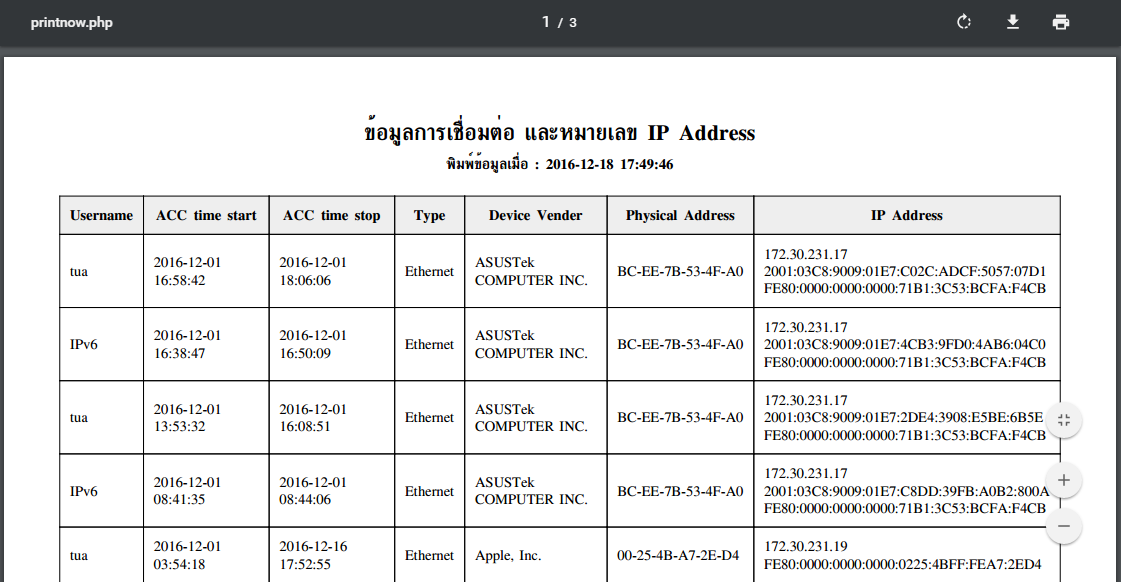 printnow.php
1 / 3
ข้อมูลการเชื่อมต่อ และหมายเลข IP Address
พิมพ์ข้อมูลเมื่อ : 2016-12-18 17:49:46
Username ACC time start ACC time stop Type Device Vender Physical Address IP Address
tua
2016-12-01
16:58:42
2016-12-01
18:06:06
Ethernet
ASUSTek
COMPUTER INC.
BC-EE-7B-53-4F-A0
172.30.231.17
2001:03C8:9009:01E7:C02C:ADCF:5057:07D1
FE80:0000:0000:0000:71B1:3C53:BCFA:F4CB
IPv6
2016-12-01
16:38:47
2016-12-01
16:50:09
Ethernet
ASUSTek
COMPUTER INC.
BC-EE-7B-53-4F-A0
172.30.231.17
2001:03C8:9009:01E7:4CB3:9FD0:4AB6:04C0
FE80:0000:0000:0000:71B1:3C53:BCFA:F4CB
tua
2016-12-01
13:53:32
2016-12-01
16:08:51
Ethernet
ASUSTek
COMPUTER INC.
BC-EE-7B-53-4F-A0
172.30.231.17
2001:03C8:9009:01E7:2DE4:3908:E5BE:6B5E
FE80:0000:0000:0000:71B1:3C53:BCFA:F4CB
IPv6
2016-12-01
08:41:35
2016-12-01
08:44:06
Ethernet
ASUSTek
COMPUTER INC.
BC-EE-7B-53-4F-A0
172.30.231.17
2001:03C8:9009:01E7:C8DD:39FB:A0B2:800A
FE80:0000:0000:0000:71B1:3C53:BCFA:F4CB
tua
2016-12-01
03:54:18
2016-12-16
17:52:55
Ethernet
Apple, Inc.
00-25-4B-A7-2E-D4
172.30.231.19
FE80:0000:0000:0000:0225:4BFF:FEA7:2ED4